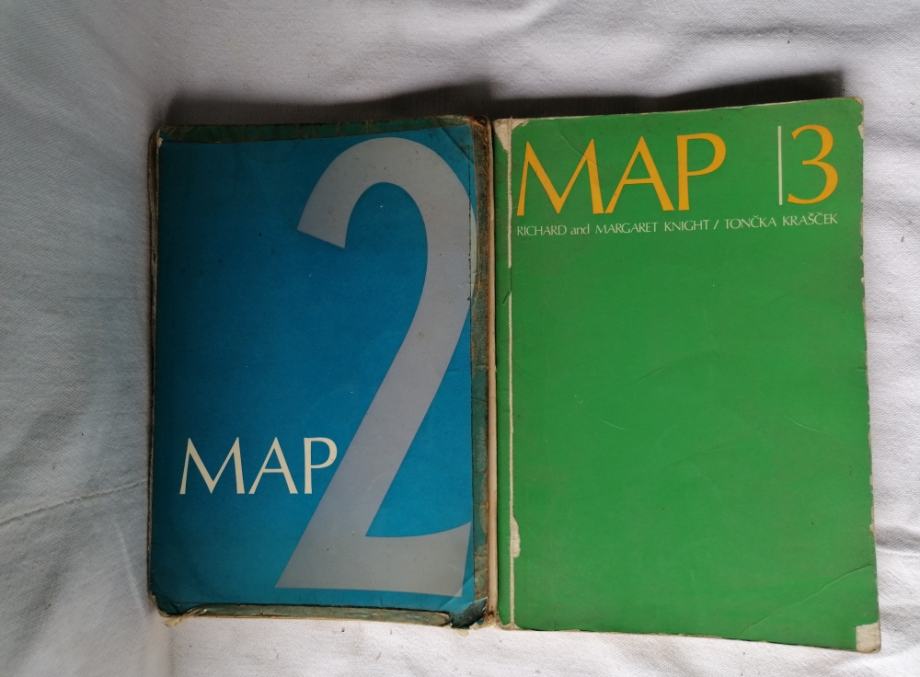 2
MAP
MAP |3
RICHARD and MARGARET KNIGHT / TONČKA KRAŠČEK